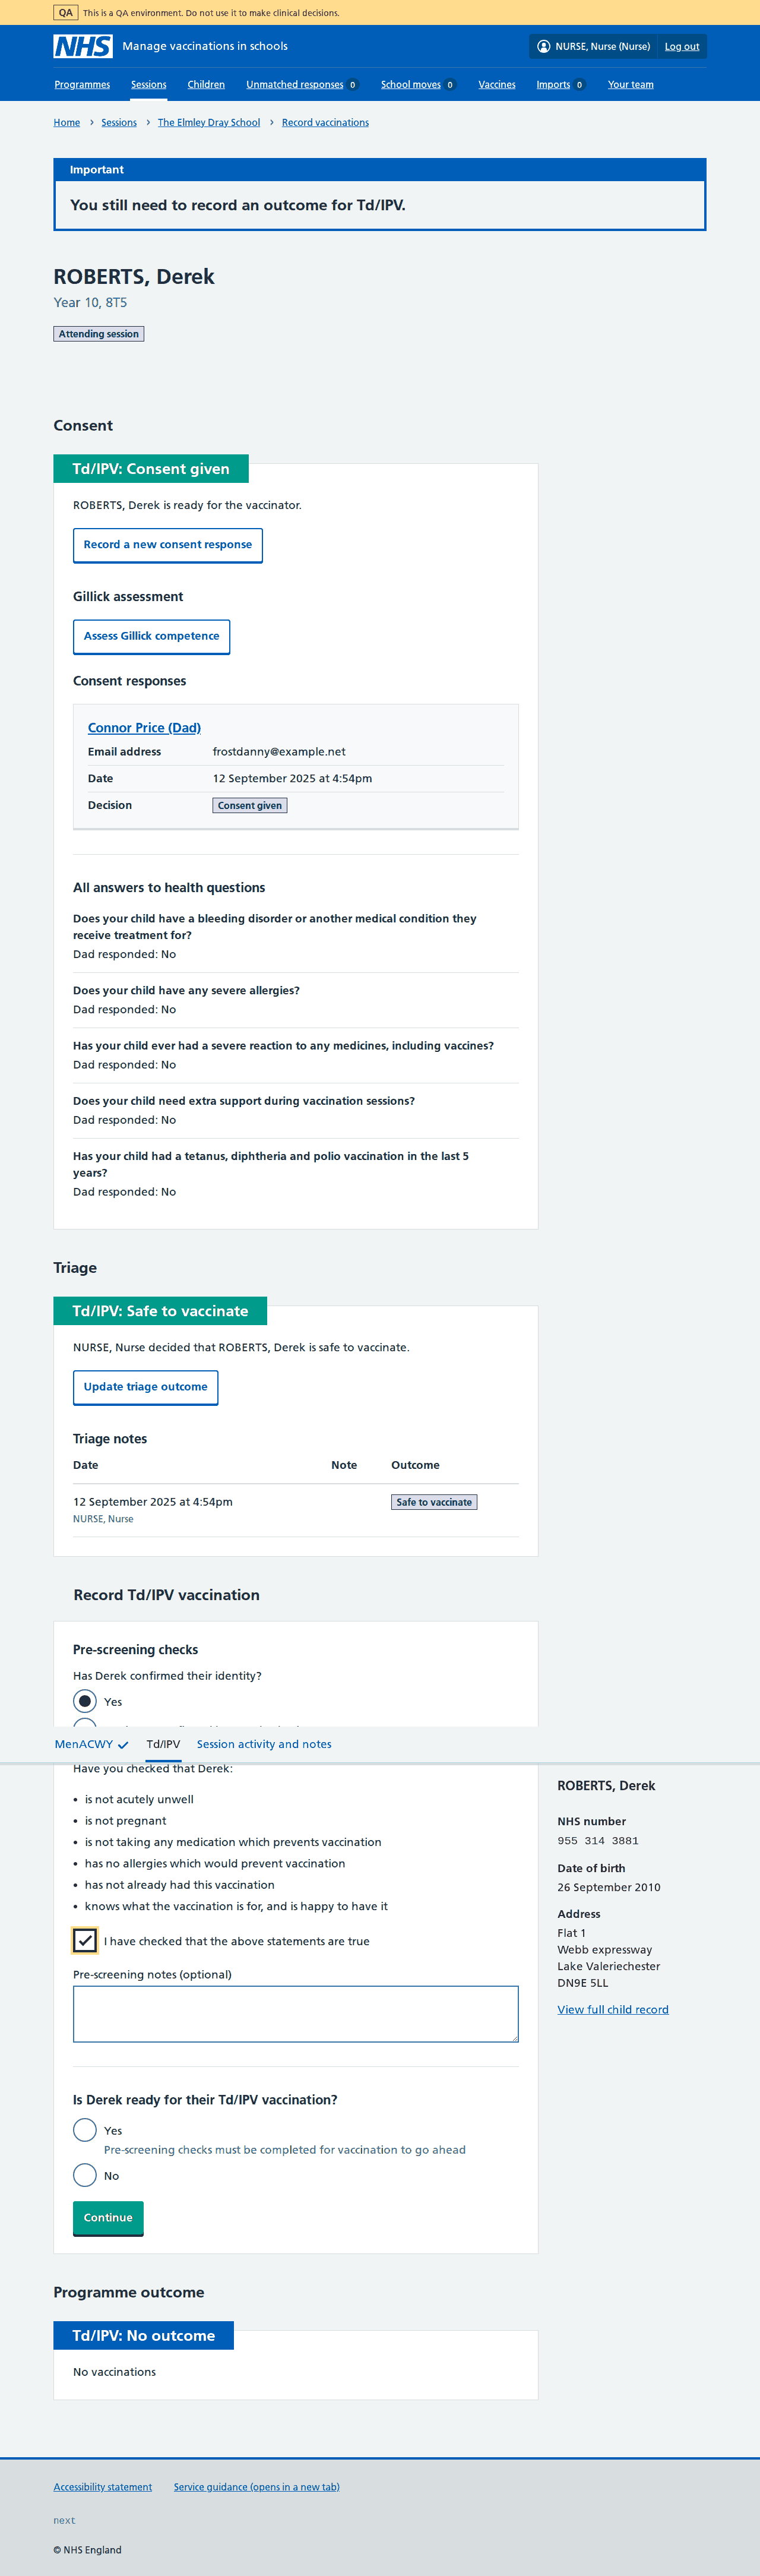 QA This is a QA environment. Do not use it to make clinical decisions.
NHS Manage vaccinations in schools NURSE, Nurse (Nurse) Log out
Programmes Sessions Children Unmatched responses 0 School moves 0 Vaccines Imports 0 Your team
Home › Sessions › The Elmley Dray School › Record vaccinations
Important
You still need to record an outcome for Td/IPV.
ROBERTS, Derek
Year 10, 8T5
Attending session
Consent
Td/IPV: Consent given
ROBERTS, Derek is ready for the vaccinator.
Record a new consent response
Gillick assessment
Assess Gillick competence
Consent responses
Connor Price (Dad)
Email address frostdanny@example.net
Date 12 September 2025 at 4:54pm
Decision Consent given
All answers to health questions
Does your child have a bleeding disorder or another medical condition they
receive treatment for?
Dad responded: No
Does your child have any severe allergies?
Dad responded: No
Has your child ever had a severe reaction to any medicines, including vaccines?
Dad responded: No
Does your child need extra support during vaccination sessions?
Dad responded: No
Has your child had a tetanus, diphtheria and polio vaccination in the last 5
years?
Dad responded: No
Triage
Td/IPV: Safe to vaccinate
NURSE, Nurse decided that ROBERTS, Derek is safe to vaccinate.
Update triage outcome
Triage notes
Date Note Outcome
12 September 2025 at 4:54pm Safe to vaccinate
NURSE, Nurse
Record Td/IPV vaccination
Pre-screening checks
Has Derek confirmed their identity?
Yes
MenACWY Td/IPV Session activity and notes
Have you checked that Derek:
• is not acutely unwell
• is not pregnant
• is not taking any medication which prevents vaccination
• has no allergies which would prevent vaccination
• has not already had this vaccination
• knows what the vaccination is for, and is happy to have it
I have checked that the above statements are true
Pre-screening notes (optional)
Is Derek ready for their Td/IPV vaccination?
Yes
Pre-screening checks must be completed for vaccination to go ahead
No
Continue
ROBERTS, Derek
NHS number
955 314 3881
Date of birth
26 September 2010
Address
Flat 1
Webb expressway
Lake Valeriechester
DN9E 5LL
View full child record
Programme outcome
Td/IPV: No outcome
No vaccinations
Accessibility statement Service guidance (opens in a new tab)
next
© NHS England